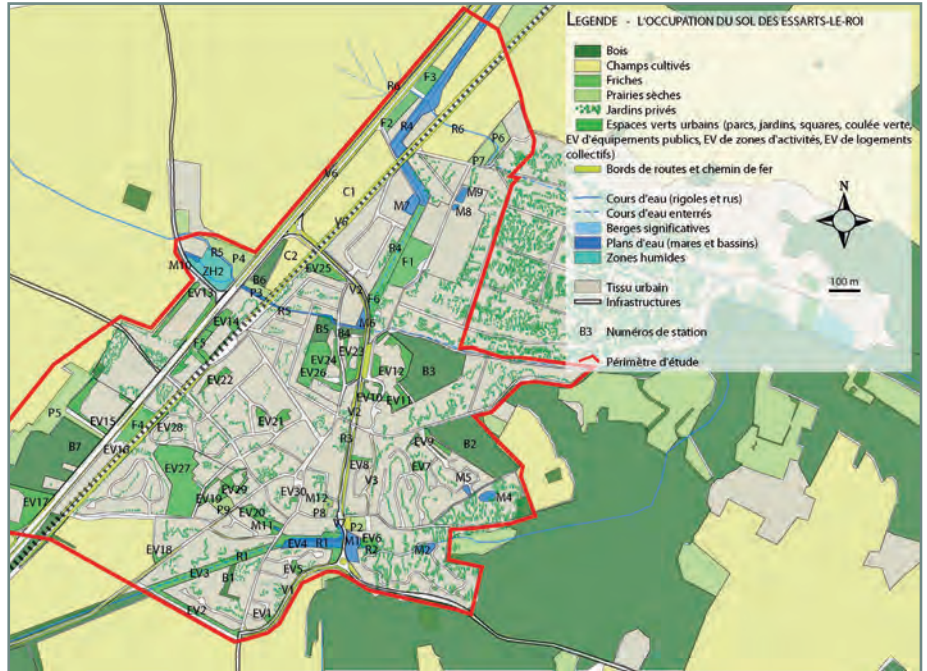 LEGENDE - L'OCCUPATION DU SOL DES ESSARTS-LE-ROI
Bois
Champs cultivés
Friches
Prairies sèches
Jardins privés
Espaces verts urbains (parcs, jardins, squares, coulée verte,
EV d'équipements publics, EV de zones d'activités, EV de logements
collectifs)
Bords de routes et chemin de fer
Cours d'eau (rigoles et rus)
Cours d'eau enterrés
Berges significatives
Plans d'eau (mares et bassins)
Zones humides
Tissu urbain
Infrastructures
B3 Numéros de station
Périmètre d'étude
N
100 m
F3
R6
F2
R4
R6
P6
P7
V6
C1
M9
M7
M8
V6
R5
P4
C2
P4
M10
ZH2
B6
EV25
F1
EV13
P3
V2
F6
R5
M6
EV14
B5
B4
F5
EV24
EV23
EV26
EV12
B3
EV22
EV10
EV11
P5
EV15
F4
EV28
EV21
V2
R3
EV9
B2
B7
EV16
EV27
EV8
EV7
V3
M5
EV29
EV19
EV30
M12
M4
EV17
P9
EV20
P8
M11
V
P2
EV18
R1
EV4
R1
M1
EV6
R2
M2
EV3
B1
EV5
V1
EV2
EV1